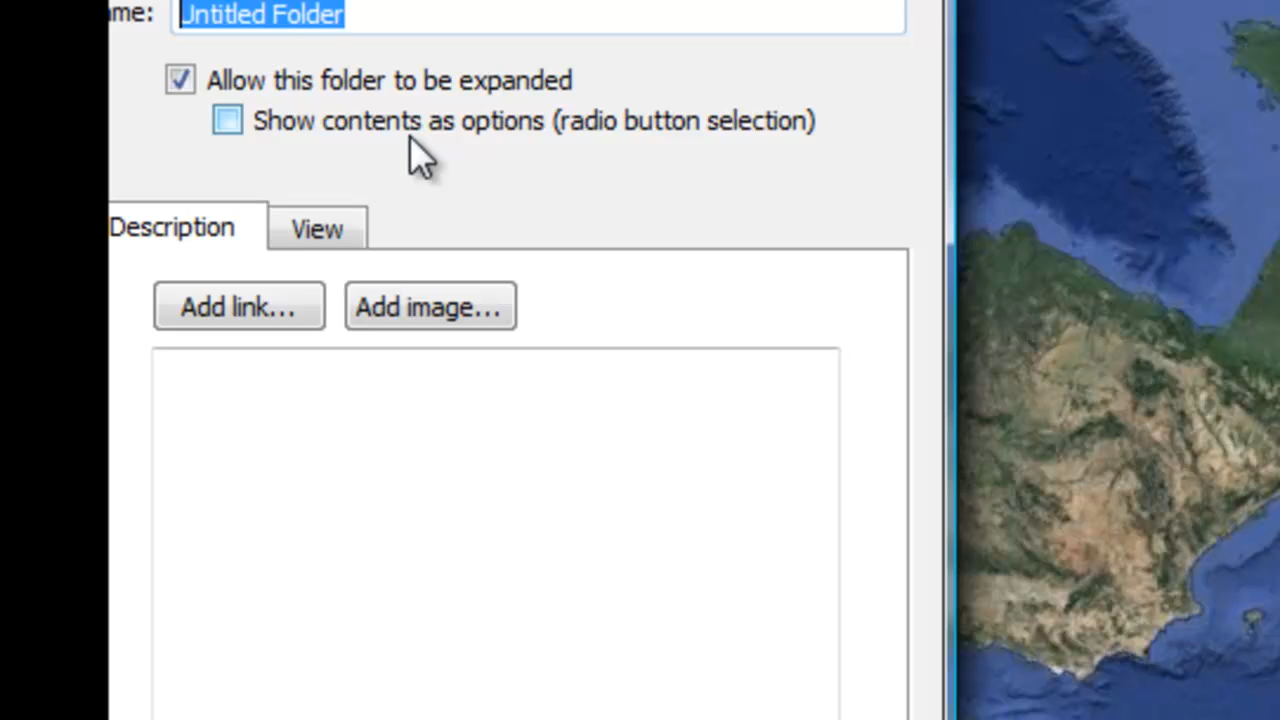 me:
Untitled Folder
Allow this folder to be expanded
Show contents as options (radio button selection)
Description
View
Add link...
Add image...